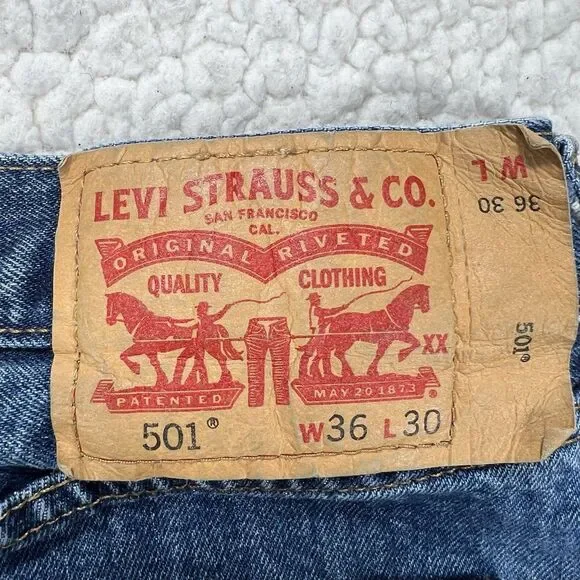 LEVI STRAUSS & CO.
SAN FRANCISCO
CAL.
ORIGINAL RIVETED
QUALITY CLOTHING
XX
PATENTED MAY 20 1873 ®
501® W36 L30
W L
36 30
501®